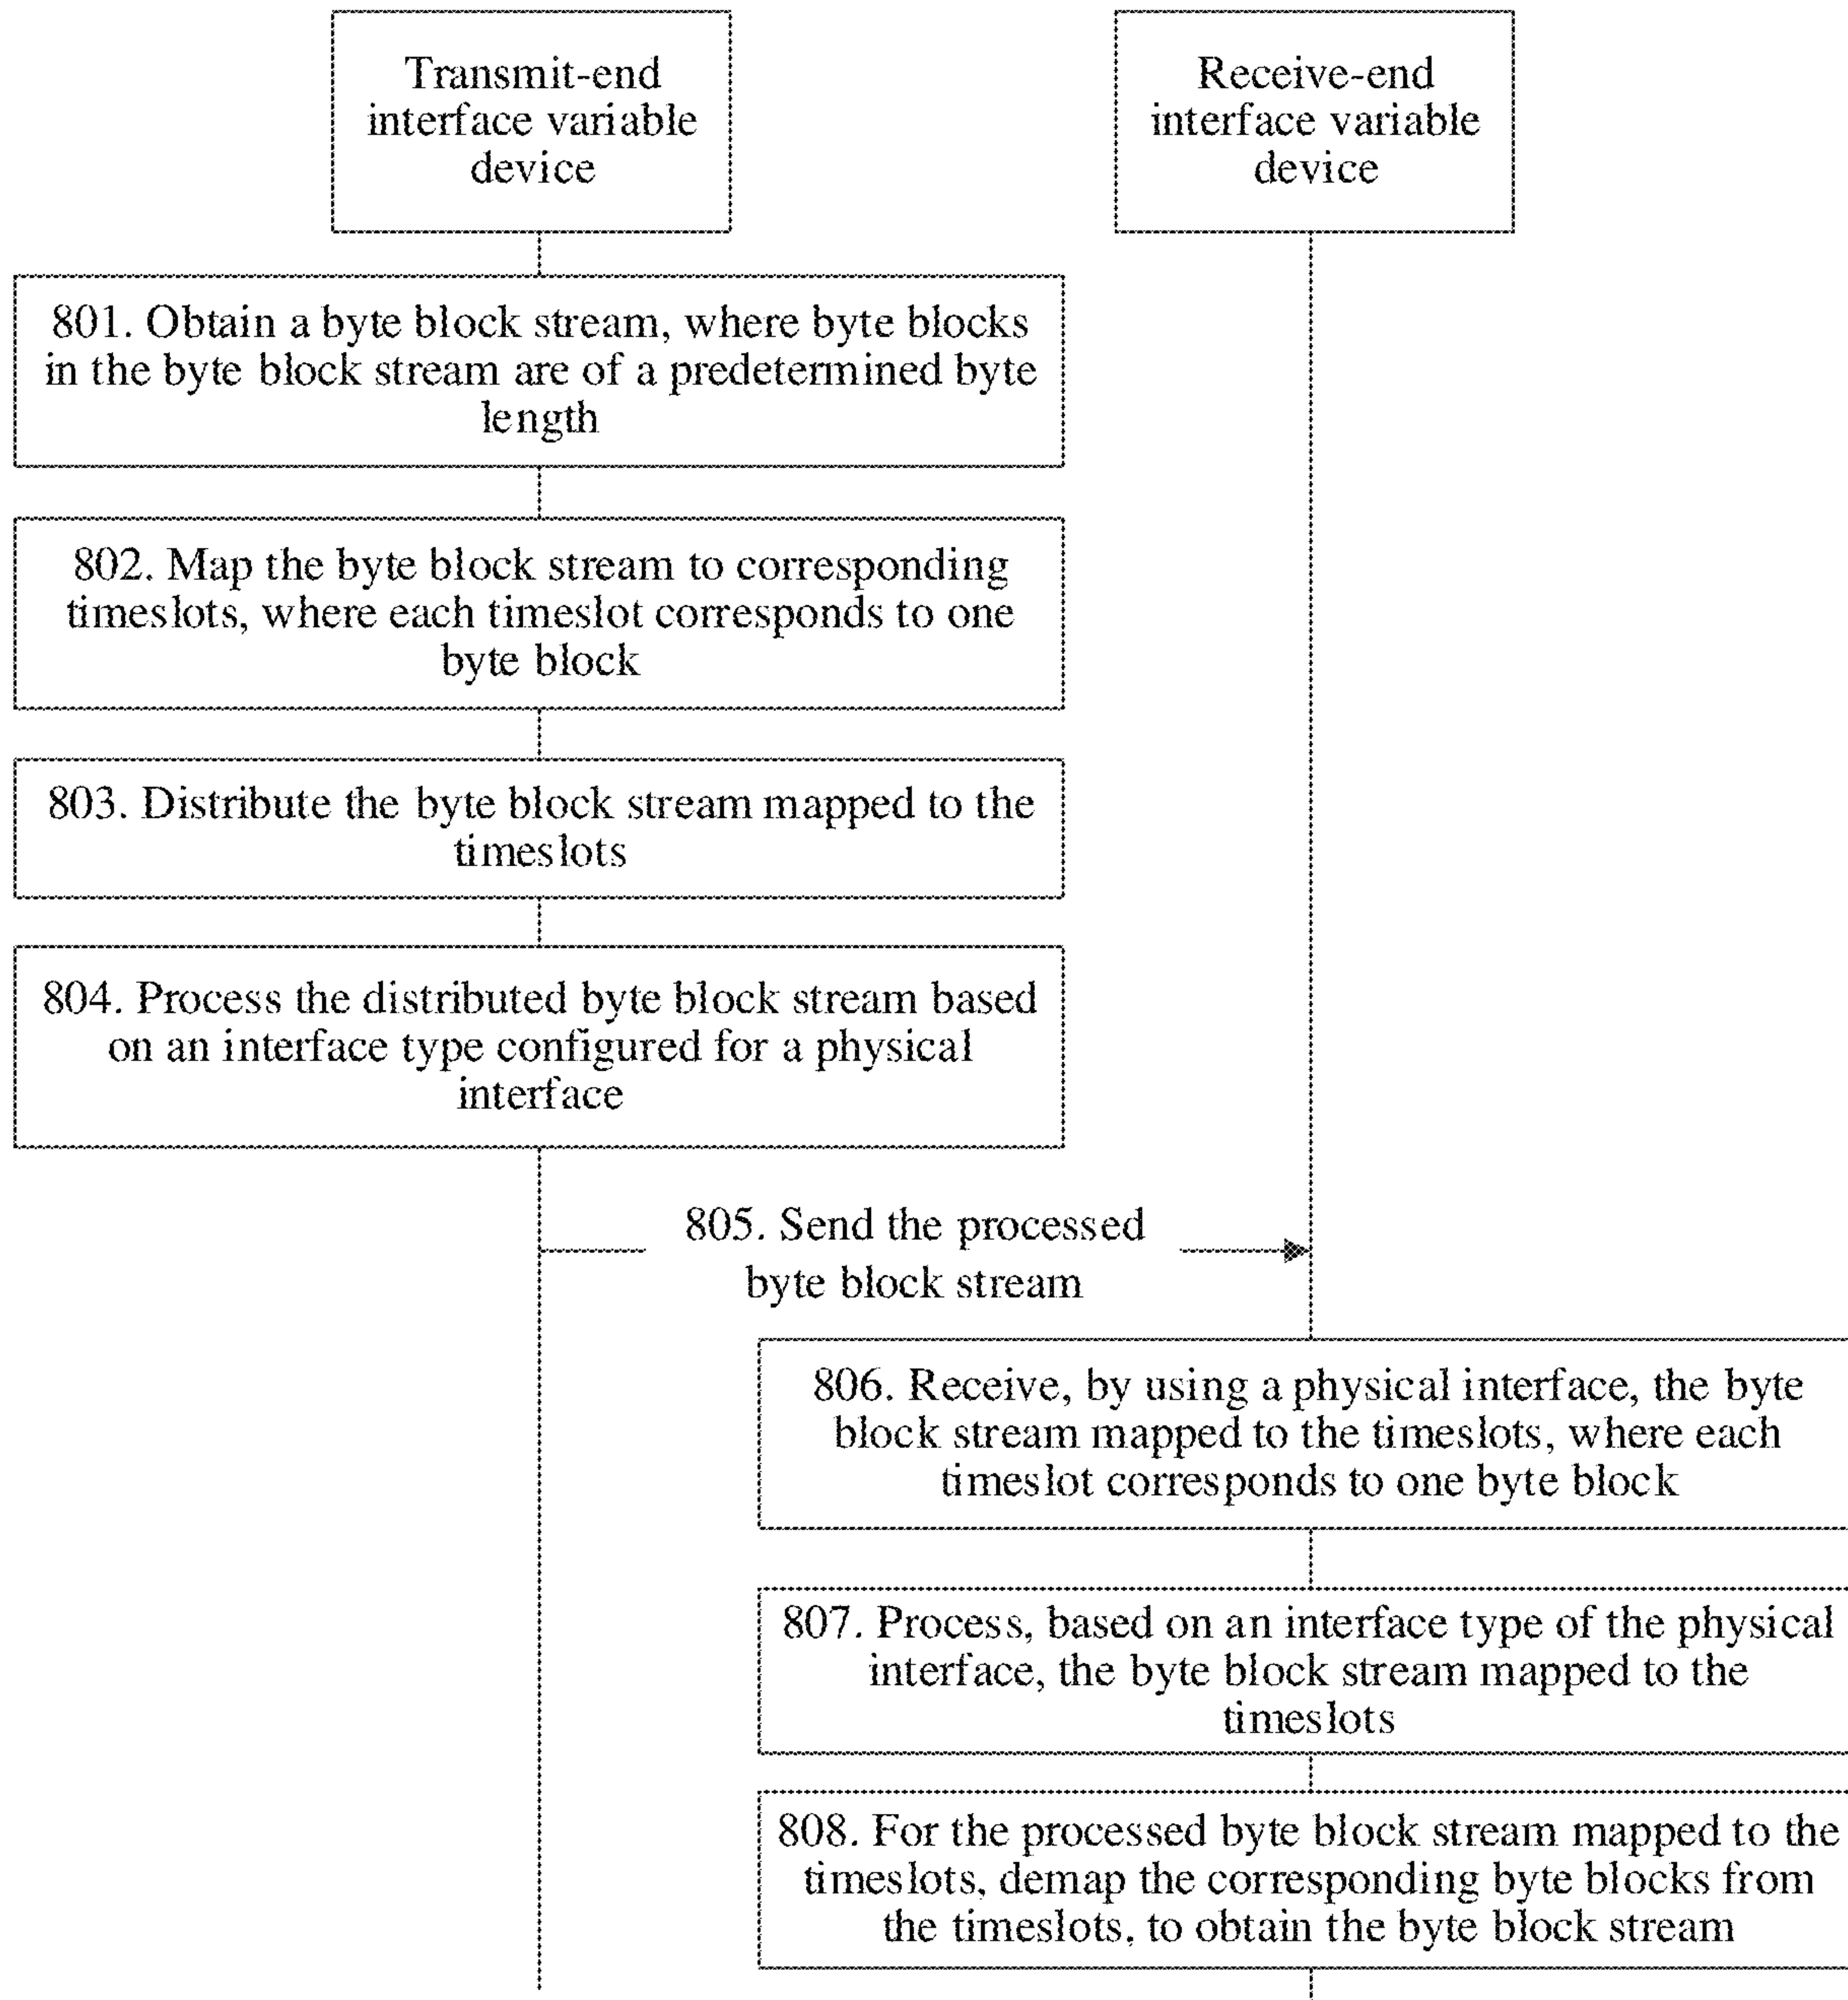 Transmit-end
interface variable
device
Receive-end
interface variable
device
801. Obtain a byte block stream, where byte blocks
in the byte block stream are of a predetermined byte
length
802. Map the byte block stream to corresponding
timeslots, where each timeslot corresponds to one
byte block
803. Distribute the byte block stream mapped to the
timeslots
804. Process the distributed byte block stream based
on an interface type configured for a physical
interface
805. Send the processed
byte block stream
806. Receive, by using a physical interface, the byte
block stream mapped to the timeslots, where each
timeslot corresponds to one byte block
807. Process, based on an interface type of the physical
interface, the byte block stream mapped to the
timeslots
808. For the processed byte block stream mapped to the
timeslots, demap the corresponding byte blocks from
the timeslots, to obtain the byte block stream